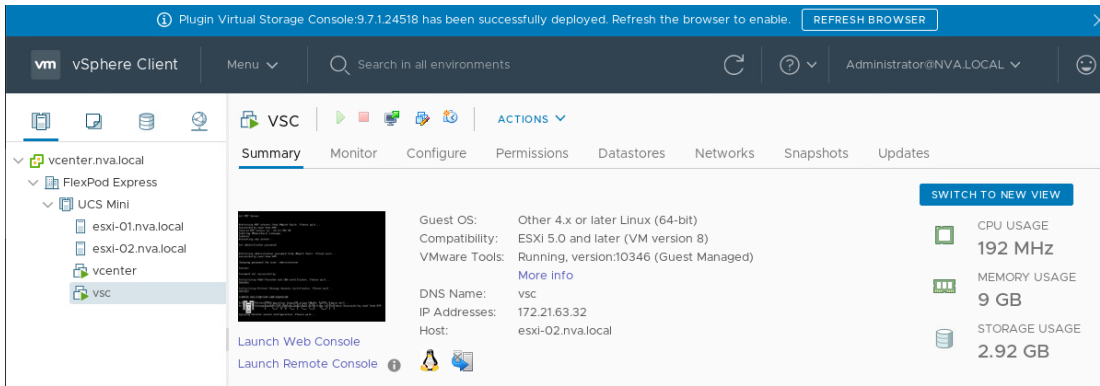 Plugin Virtual Storage Console:9.7.1.24518 has been successfully deployed. Refresh the browser to enable. REFRESH BROWSER
vm vSphere Client Menu Search in all environments Administrator@NVA.LOCAL
VSC ACTIONS
Summary Monitor Configure Permissions Datastores Networks Snapshots Updates
vcenter.nva.local
FlexPod Express
UCS Mini
esxi-01.nva.local
esxi-02.nva.local
vcenter
vsc
SWITCH TO NEW VIEW
Powered On
Launch Web Console
Launch Remote Console
Guest OS: Other 4.x or later Linux (64-bit)
Compatibility: ESXi 5.0 and later (VM version 8)
VMware Tools: Running, version:10346 (Guest Managed)
More info
DNS Name: vsc
IP Addresses: 172.21.63.32
Host: esxi-02.nva.local
CPU USAGE
192 MHz
MEMORY USAGE
9 GB
STORAGE USAGE
2.92 GB